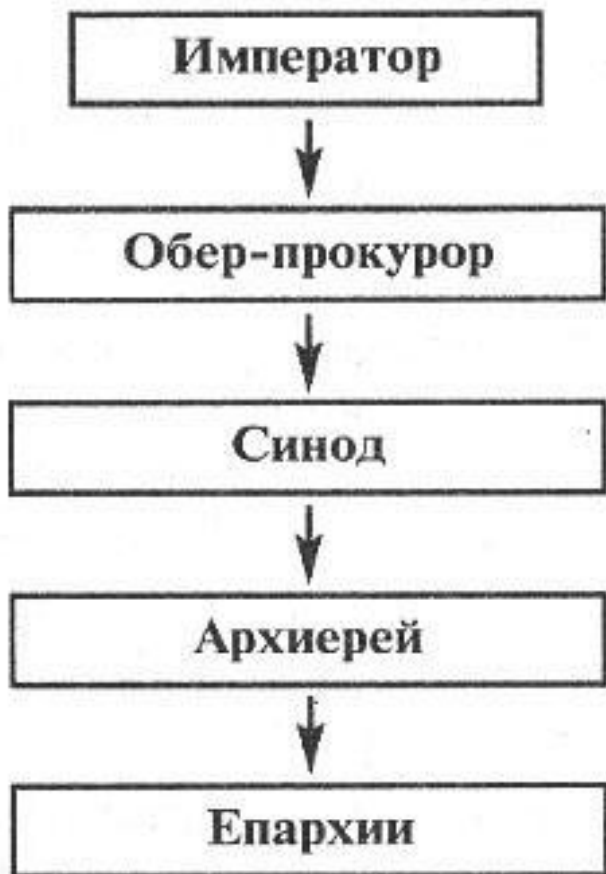 Император
Обер-прокурор
Синод
Архиерей
Епархии